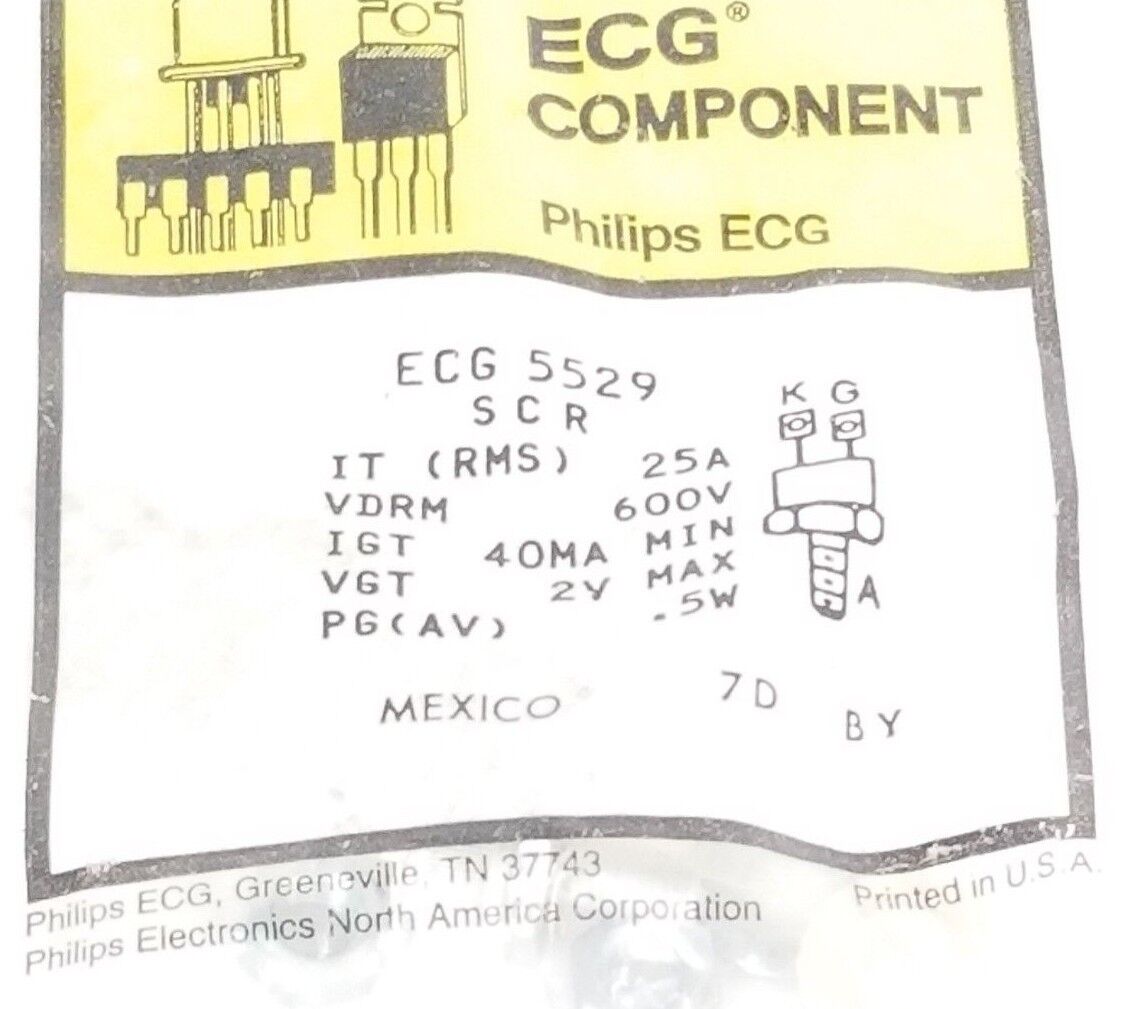 ECG®
COMPONENT
Philips ECG
ECG 5529
SCR
IT (RMS) 25A
VDRM 600V
IGT 40MA MIN
VGT 2V MAX
PG(AV) .5W
K G
A
MEXICO 7D BY
Philips ECG, Greeneville, TN 37743
Philips Electronics North America Corporation
Printed in U.S.A.